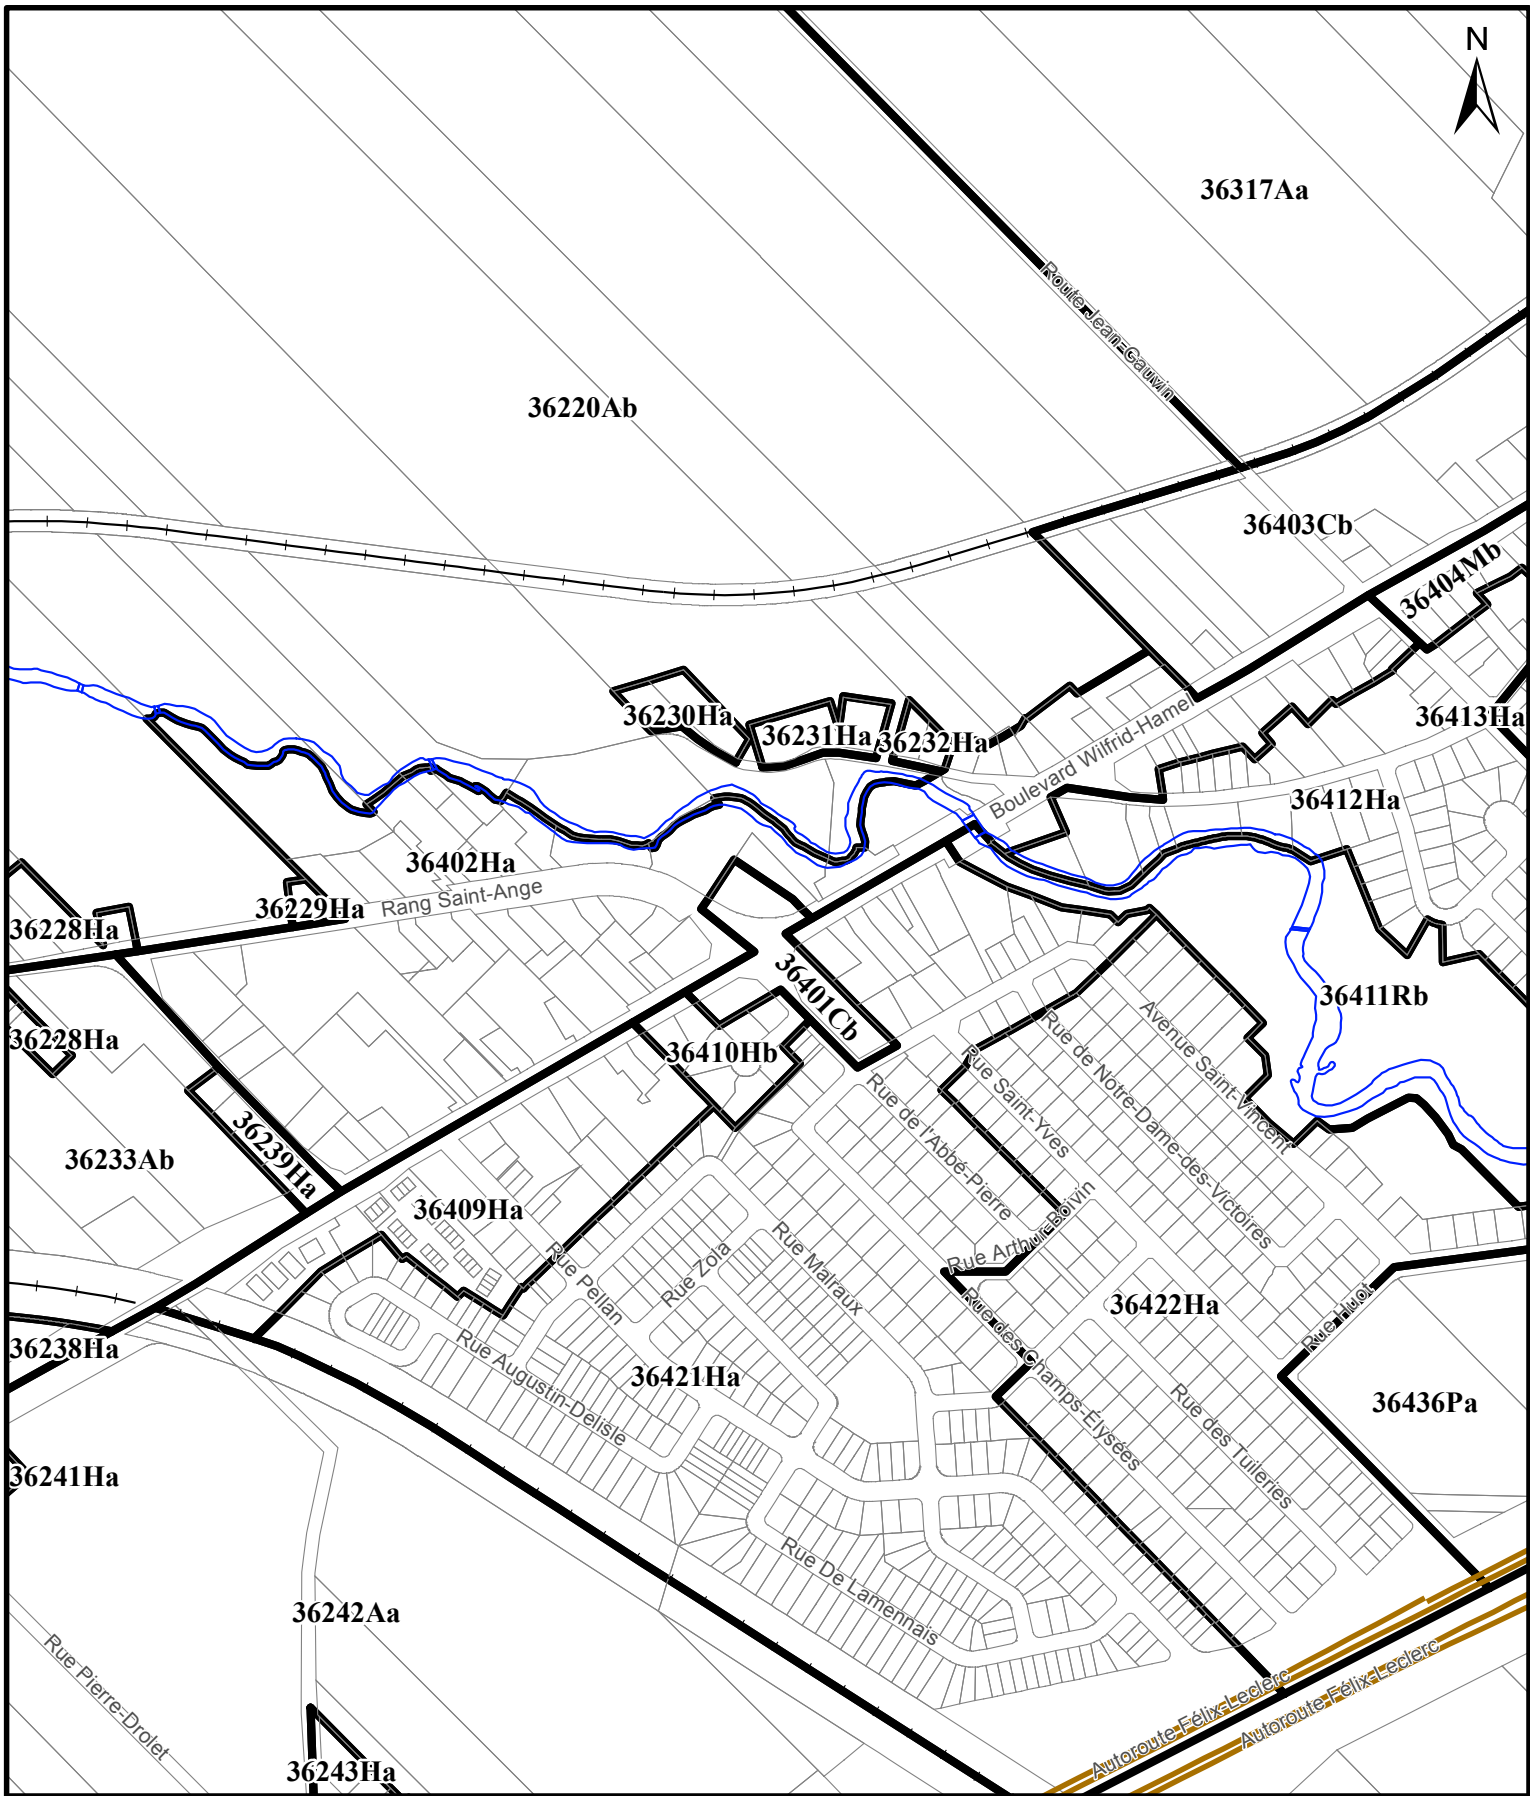 N
36317Aa
Route Jean-Gauvin
36220Ab
36403Cb
36404Mb
36230Ha
36231Ha
36232Ha
36413Ha
Boulevard Wilfrid-Hamel
36412Ha
36402Ha
Rang Saint-Ange
36229Ha
36228Ha
36401Cb
36411Rb
36228Ha
36410Hb
Avenue Saint-Vincent
Rue de Notre-Dame-des-Victoires
Rue Saint-Yves
Rue de l'Abbé-Pierre
36233Ab
36239Ha
36409Ha
Rue Arthur-Boivin
Rue Pellan
Rue Zola
Rue Malraux
36422Ha
Rue Huot
36238Ha
Rue Augustin-Delisle
36421Ha
Rue des Champs-Élysées
Rue des Tuileries
36436Pa
36241Ha
Rue De Lamennais
36242Aa
Rue Pierre-Drolet
Autoroute Félix-Leclerc
Autoroute Félix-Leclerc
36243Ha